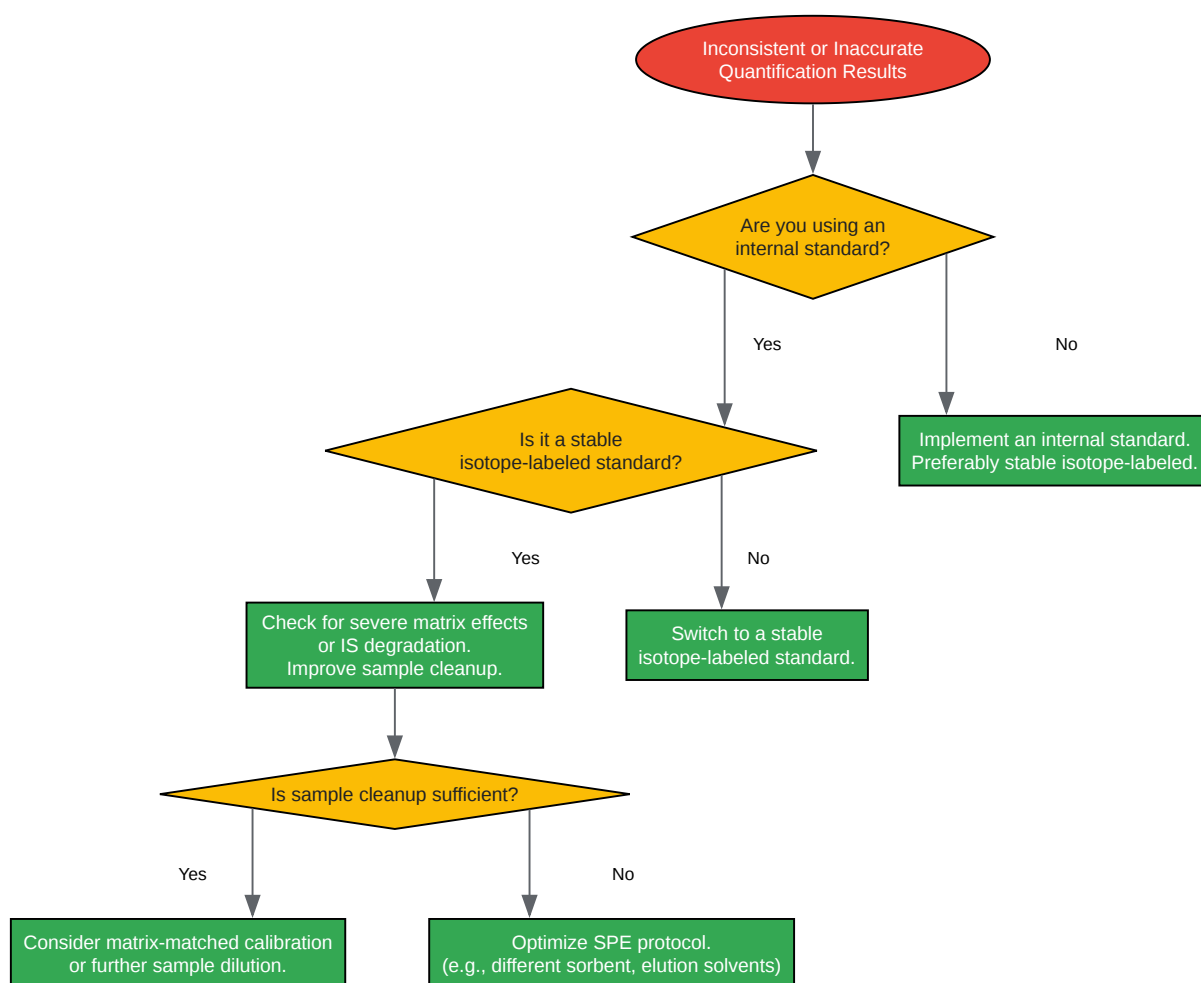 Inconsistent or Inaccurate
Quantification Results
Are you using an
internal standard?
Yes
No
Is it a stable
isotope-labeled standard?
Implement an internal standard.
Preferably stable isotope-labeled.
Yes
No
Check for severe matrix effects
or IS degradation.
Improve sample cleanup.
Switch to a stable
isotope-labeled standard.
Is sample cleanup sufficient?
Yes
No
Consider matrix-matched calibration
or further sample dilution.
Optimize SPE protocol.
(e.g., different sorbent, elution solvents)